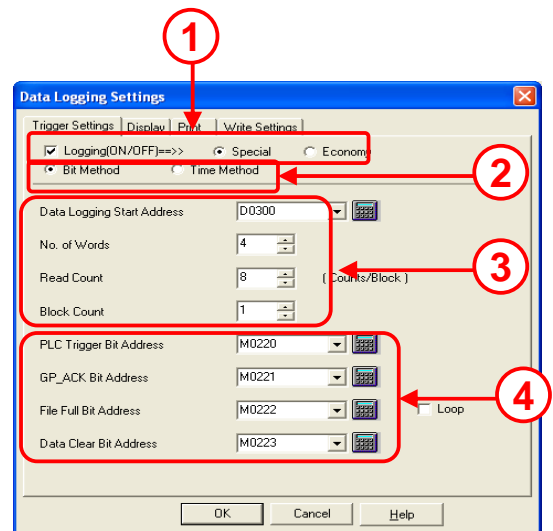 1
Data Logging Settings
Trigger Settings Display Print Write Settings
Logging(ON/OFF)==>> Special Economy
Bit Method Time Method
2
Data Logging Start Address D0300
No. of Words 4
Read Count 8 ( Counts/Block )
3
Block Count 1
PLC Trigger Bit Address M0220
GP_ACK Bit Address M0221
4
File Full Bit Address M0222 Loop
Data Clear Bit Address M0223
OK Cancel Help